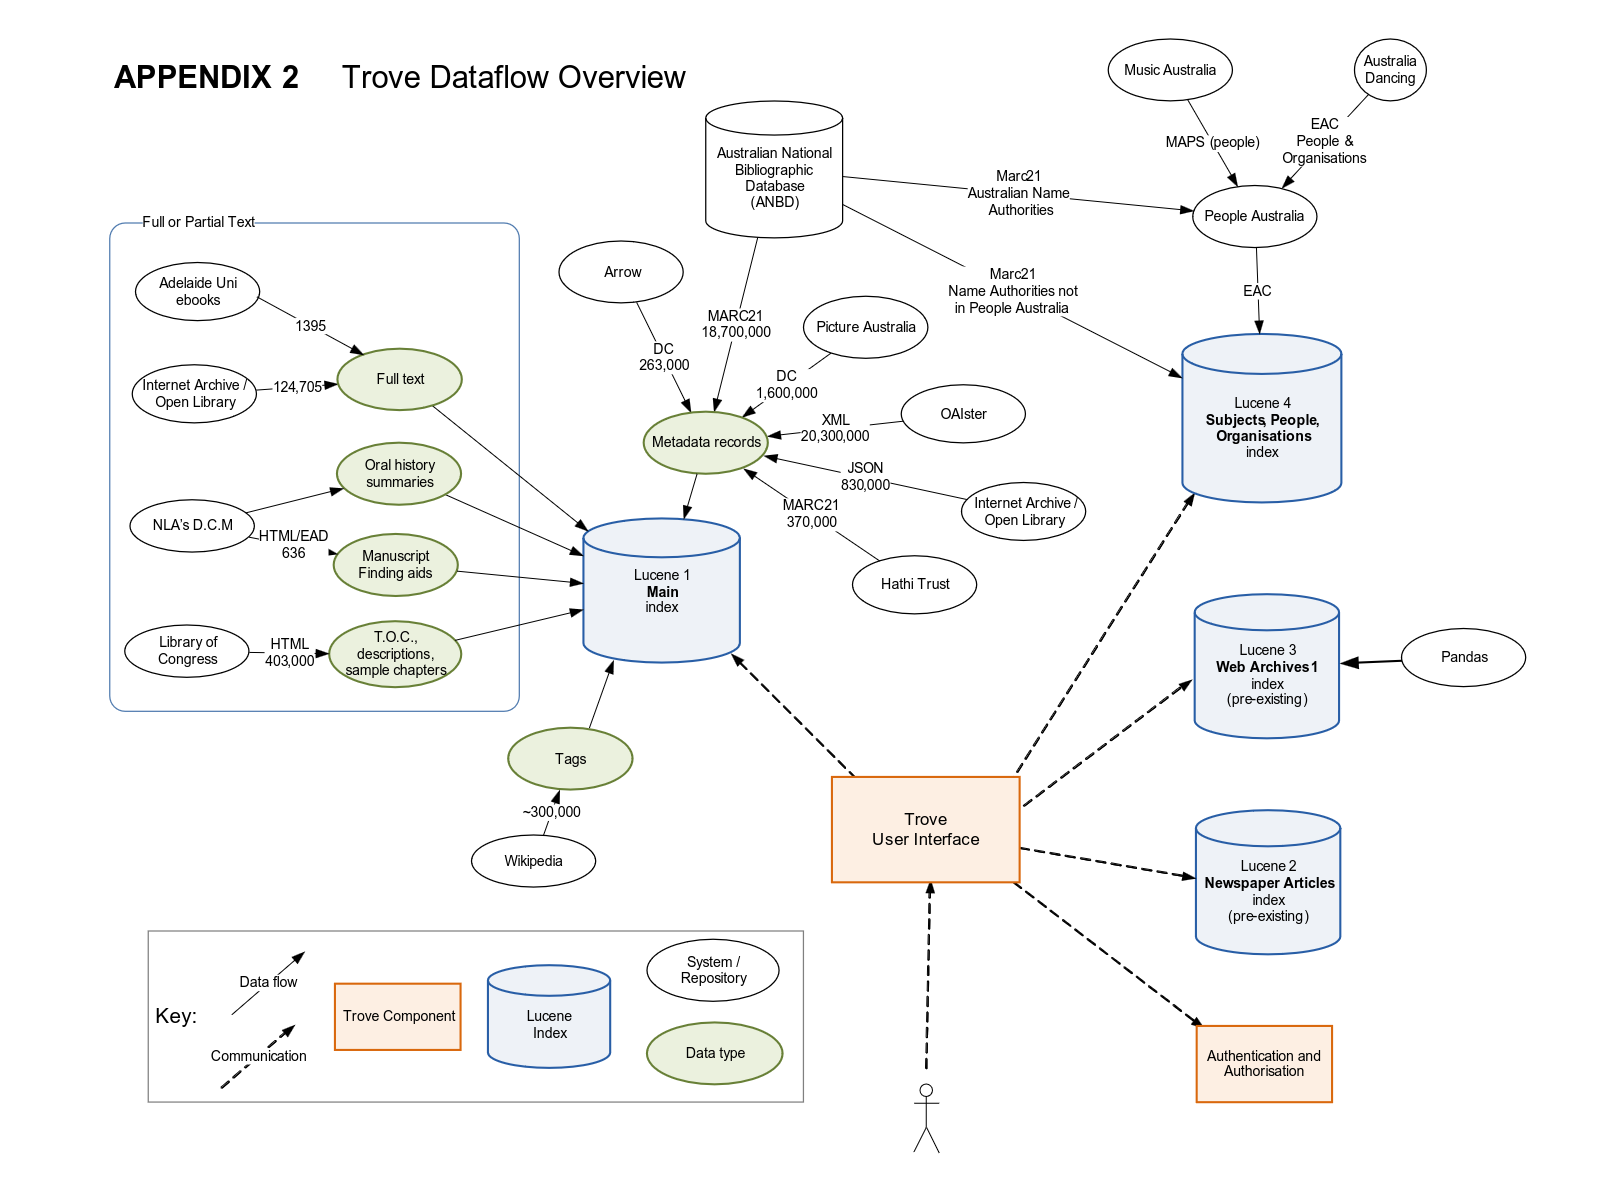 APPENDIX 2 Trove Dataflow Overview
Music Australia
Australia
Dancing
MAPS (people)
EAC
People &
Organisations
Australian National
Bibliographic
Database
(ANBD)
Marc21
Australian Name
Authorities
People Australia
Marc21
Name Authorities not
in People Australia
EAC
Full or Partial Text
Adelaide Uni
ebooks
1395
Internet Archive /
Open Library
124,705
Full text
Oral history
summaries
NLA's D.C.M
HTML/EAD
636
Manuscript
Finding aids
Library of
Congress
HTML
403,000
T.O.C.,
descriptions,
sample chapters
Arrow
DC
263,000
MARC21
18,700,000
Picture Australia
DC
1,600,000
Metadata records
XML
20,300,000
OAIster
JSON
830,000
Internet Archive /
Open Library
MARC21
370,000
Hathi Trust
Lucene 1
Main
index
Tags
~300,000
Wikipedia
Lucene 4
Subjects, People,
Organisations
index
Lucene 3
Web Archives1
index
(pre-existing)
Pandas
Trove
User Interface
Lucene 2
Newspaper Articles
index
(pre-existing)
Authentication and
Authorisation
Key:
Data flow
Communication
Trove Component
Lucene
Index
System /
Repository
Data type